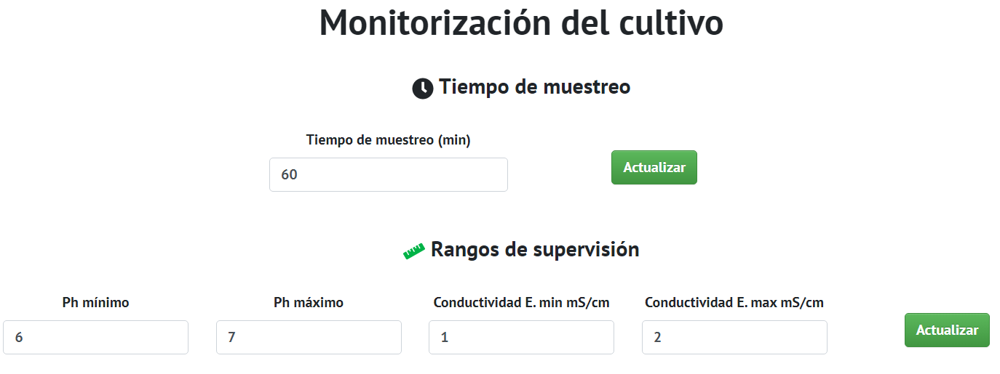 Monitorización del cultivo
Tiempo de muestreo
Tiempo de muestreo (min)
60
Actualizar
Rangos de supervisión
Ph mínimo
Ph máximo
Conductividad E. min mS/cm
Conductividad E. max mS/cm
6
7
1
2
Actualizar